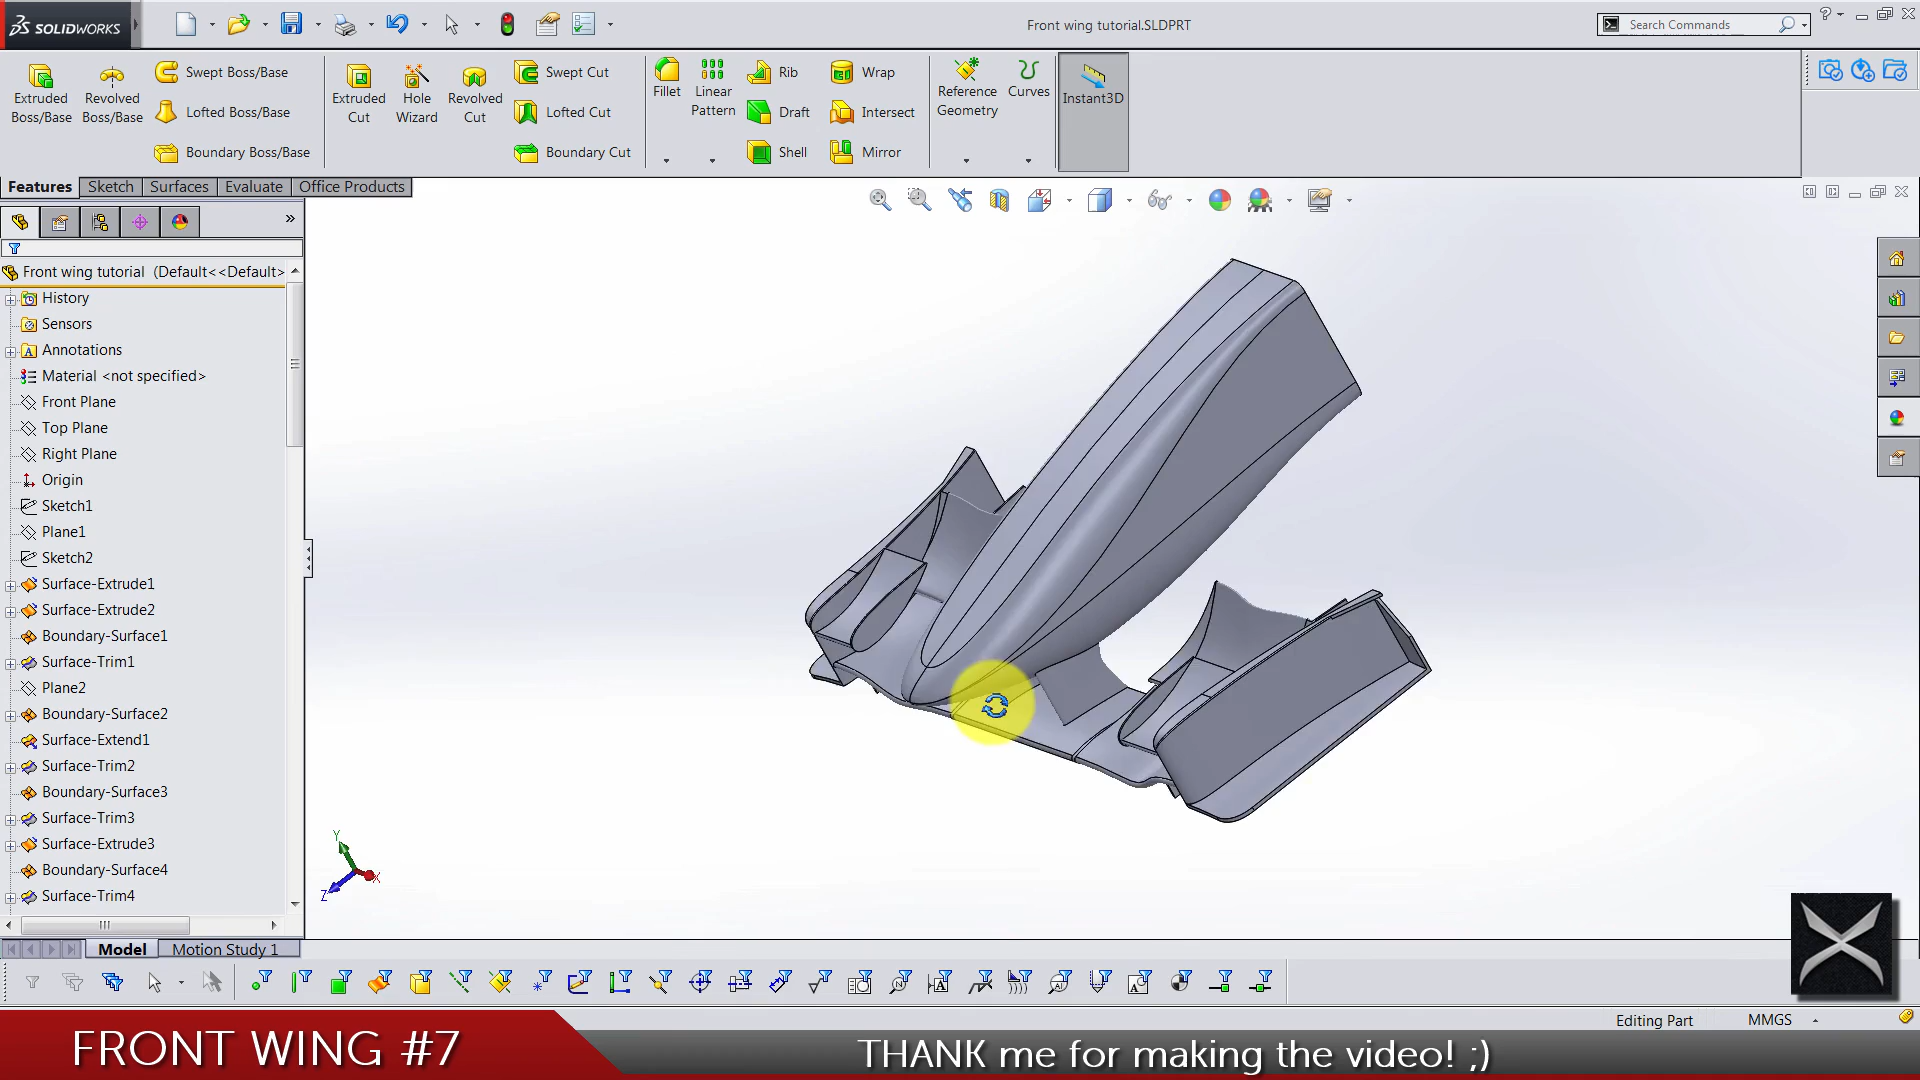 SOLIDWORKS
Front wing tutorial.SLDPRT
Search Commands
Extruded Boss/Base
Revolved Boss/Base
Swept Boss/Base
Lofted Boss/Base
Boundary Boss/Base
Extruded Cut
Hole Wizard
Revolved Cut
Swept Cut
Lofted Cut
Boundary Cut
Fillet
Linear Pattern
Rib
Draft
Shell
Wrap
Intersect
Mirror
Reference Geometry
Curves
Instant3D
Features
Sketch
Surfaces
Evaluate
Office Products
Front wing tutorial (Default<<Default>
History
Sensors
Annotations
Material <not specified>
Front Plane
Top Plane
Right Plane
Origin
Sketch1
Plane1
Sketch2
Surface-Extrude1
Surface-Extrude2
Boundary-Surface1
Surface-Trim1
Plane2
Boundary-Surface2
Surface-Extend1
Surface-Trim2
Boundary-Surface3
Surface-Trim3
Surface-Extrude3
Boundary-Surface4
Surface-Trim4
Y
X
Z
Model
Motion Study 1
Editing Part
MMGS
FRONT WING #7
THANK me for making the video! ;)